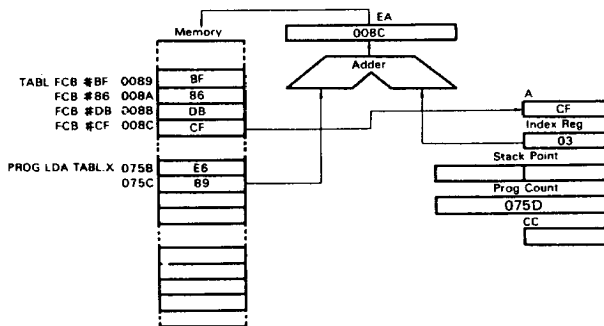 EA
Memory
008C
Adder
TABL FCB #BF 0089 BF
FCB #86 008A 86
FCB #DB 008B DB
FCB #CF 008C CF
A
CF
Index Reg
03
Stack Point
PROG LDA TABL.X 075B E6
075C 89
Prog Count
075D
CC